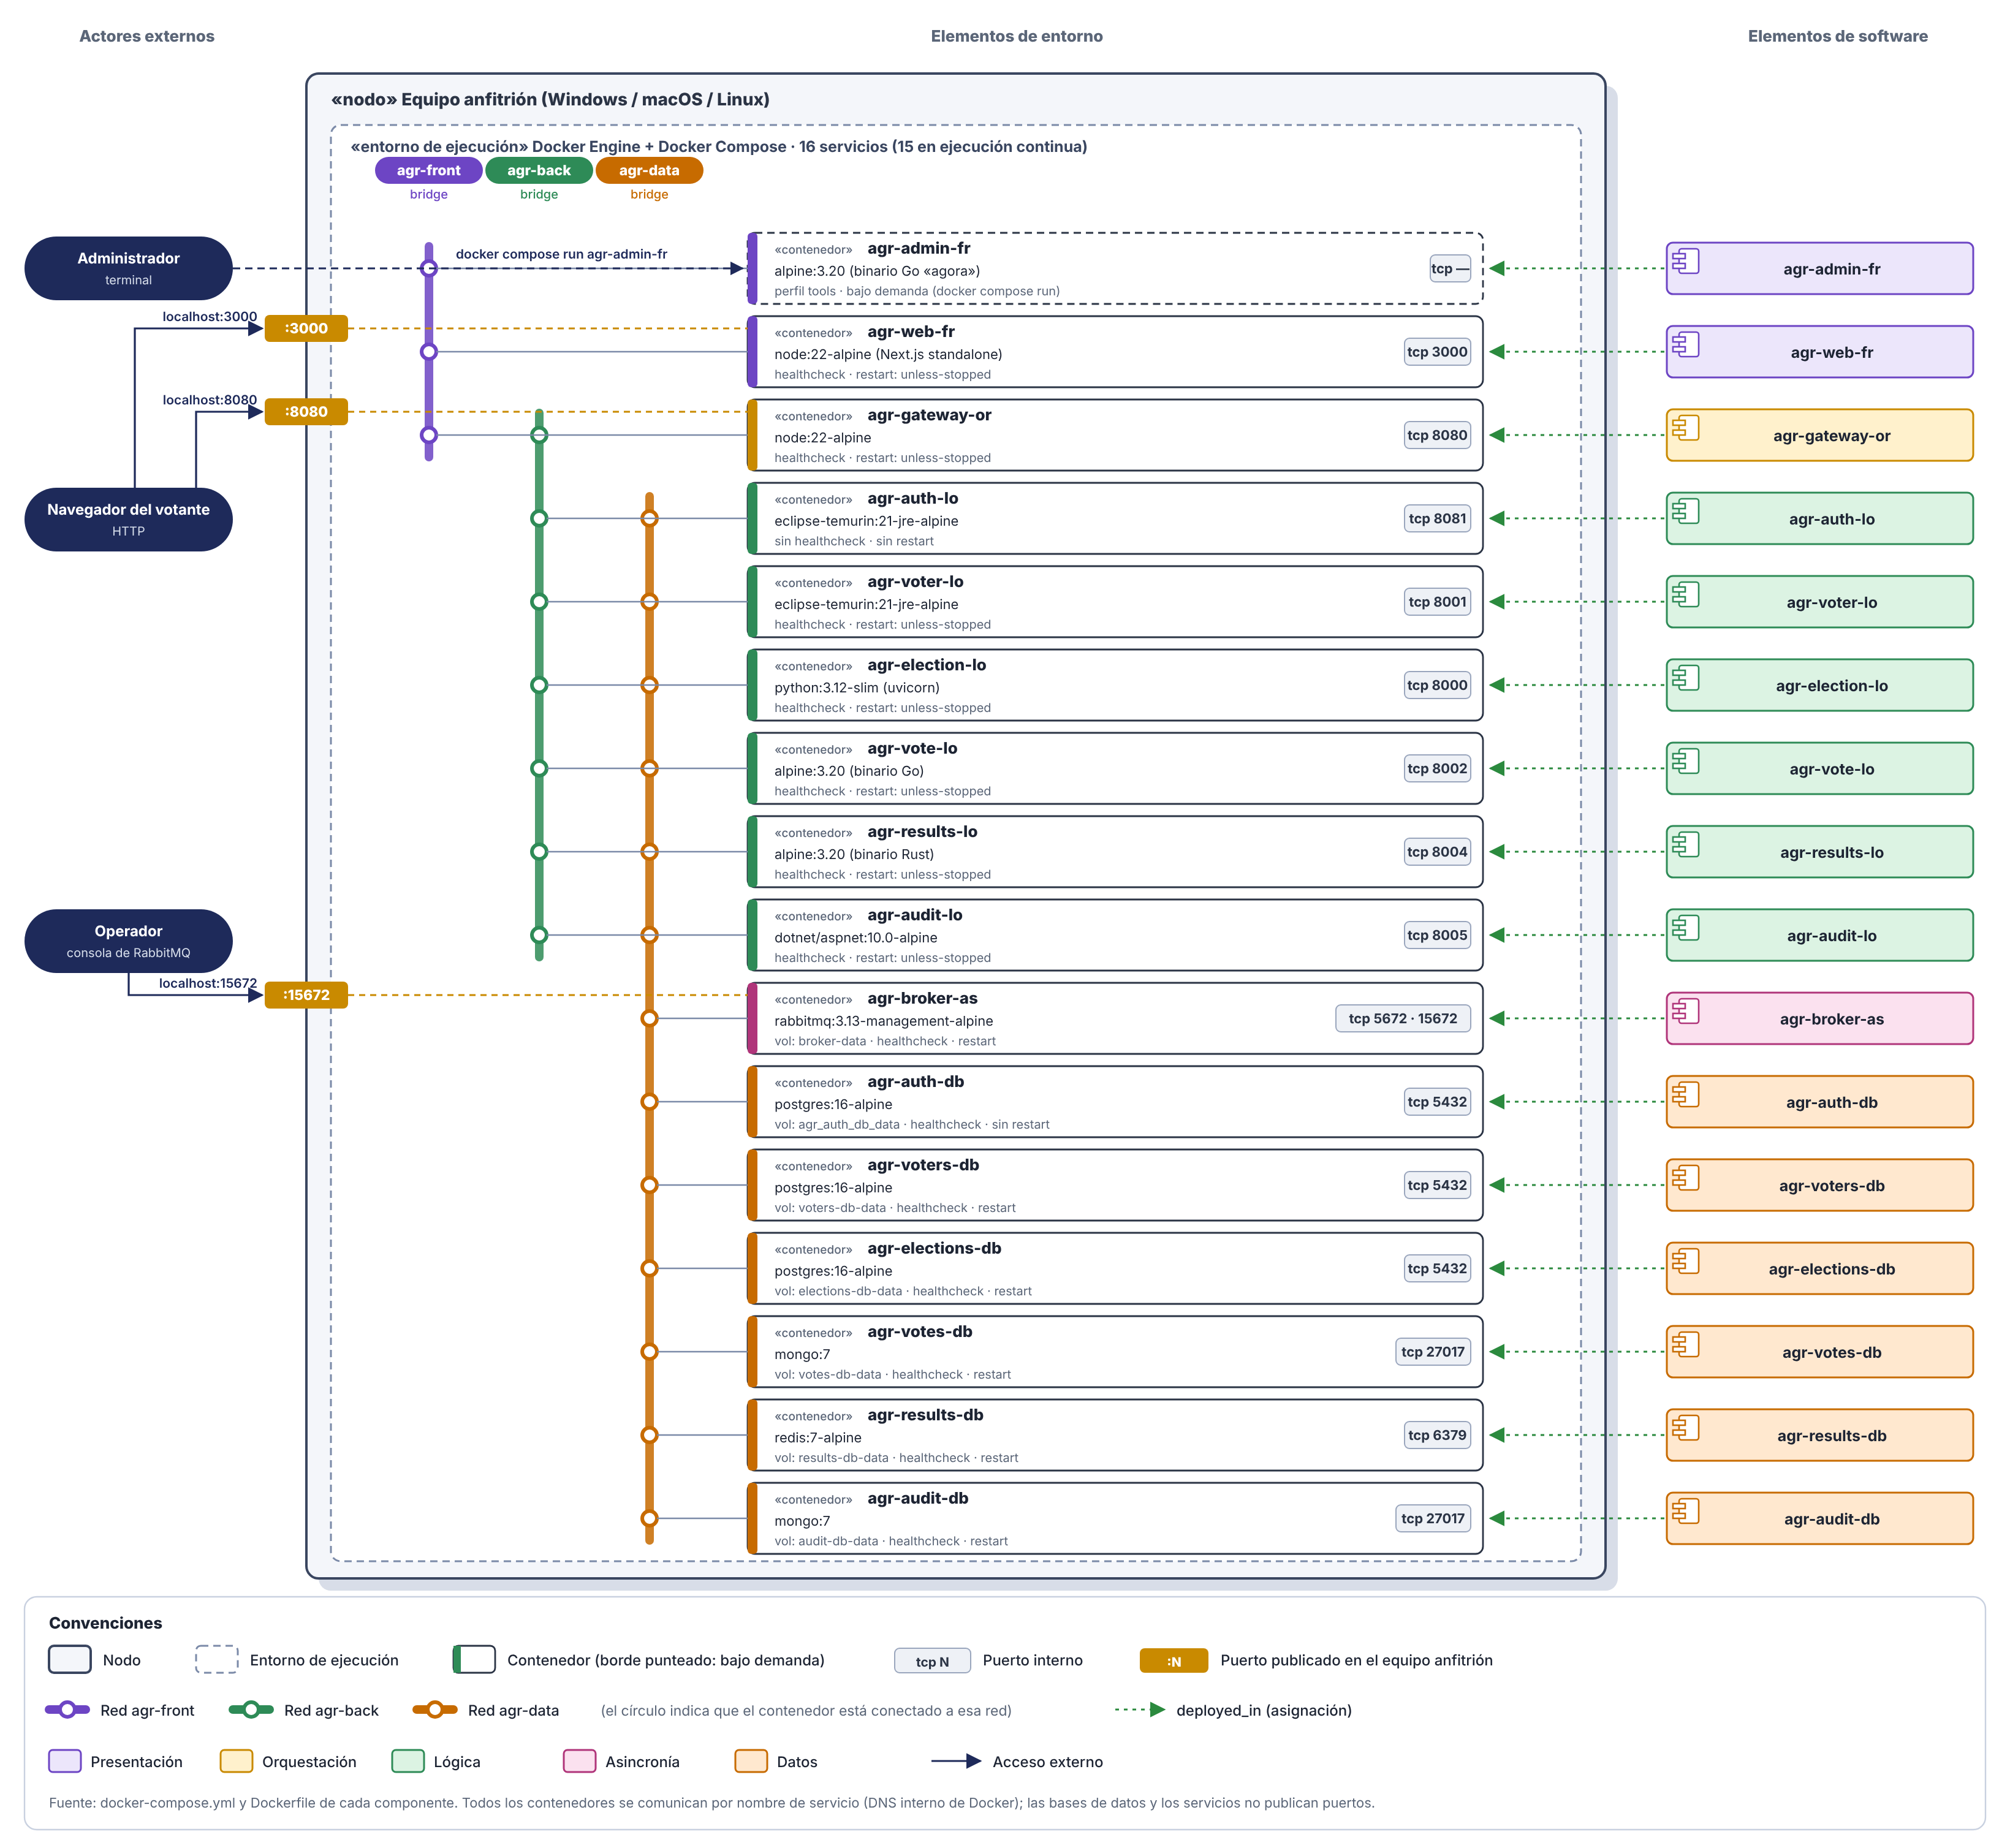 Actores externos
Elementos de entorno
Elementos de software
«nodo» Equipo anfitrión (Windows / macOS / Linux)
«entorno de ejecución» Docker Engine + Docker Compose · 16 servicios (15 en ejecución continua)
agr-front
agr-back
agr-data
bridge
bridge
bridge
Administrador
terminal
docker compose run agr-admin-fr
«contenedor» agr-admin-fr
alpine:3.20 (binario Go «agora»)
perfil tools · bajo demanda (docker compose run)
tcp —
agr-admin-fr
localhost:3000
:3000
«contenedor» agr-web-fr
node:22-alpine (Next.js standalone)
healthcheck · restart: unless-stopped
tcp 3000
agr-web-fr
localhost:8080
:8080
«contenedor» agr-gateway-or
node:22-alpine
healthcheck · restart: unless-stopped
tcp 8080
agr-gateway-or
Navegador del votante
HTTP
«contenedor» agr-auth-lo
eclipse-temurin:21-jre-alpine
sin healthcheck · sin restart
tcp 8081
agr-auth-lo
«contenedor» agr-voter-lo
eclipse-temurin:21-jre-alpine
healthcheck · restart: unless-stopped
tcp 8001
agr-voter-lo
«contenedor» agr-election-lo
python:3.12-slim (uvicorn)
healthcheck · restart: unless-stopped
tcp 8000
agr-election-lo
«contenedor» agr-vote-lo
alpine:3.20 (binario Go)
healthcheck · restart: unless-stopped
tcp 8002
agr-vote-lo
«contenedor» agr-results-lo
alpine:3.20 (binario Rust)
healthcheck · restart: unless-stopped
tcp 8004
agr-results-lo
Operador
consola de RabbitMQ
«contenedor» agr-audit-lo
dotnet/aspnet:10.0-alpine
healthcheck · restart: unless-stopped
tcp 8005
agr-audit-lo
localhost:15672
:15672
«contenedor» agr-broker-as
rabbitmq:3.13-management-alpine
vol: broker-data · healthcheck · restart
tcp 5672 · 15672
agr-broker-as
«contenedor» agr-auth-db
postgres:16-alpine
vol: agr_auth_db_data · healthcheck · sin restart
tcp 5432
agr-auth-db
«contenedor» agr-voters-db
postgres:16-alpine
vol: voters-db-data · healthcheck · restart
tcp 5432
agr-voters-db
«contenedor» agr-elections-db
postgres:16-alpine
vol: elections-db-data · healthcheck · restart
tcp 5432
agr-elections-db
«contenedor» agr-votes-db
mongo:7
vol: votes-db-data · healthcheck · restart
tcp 27017
agr-votes-db
«contenedor» agr-results-db
redis:7-alpine
vol: results-db-data · healthcheck · restart
tcp 6379
agr-results-db
«contenedor» agr-audit-db
mongo:7
vol: audit-db-data · healthcheck · restart
tcp 27017
agr-audit-db
Convenciones
Nodo
Entorno de ejecución
Contenedor (borde punteado: bajo demanda)
tcp N
Puerto interno
:N
Puerto publicado en el equipo anfitrión
Red agr-front
Red agr-back
Red agr-data
(el círculo indica que el contenedor está conectado a esa red)
deployed_in (asignación)
Presentación
Orquestación
Lógica
Asincronía
Datos
Acceso externo
Fuente: docker-compose.yml y Dockerfile de cada componente. Todos los contenedores se comunican por nombre de servicio (DNS interno de Docker); las bases de datos y los servicios no publican puertos.